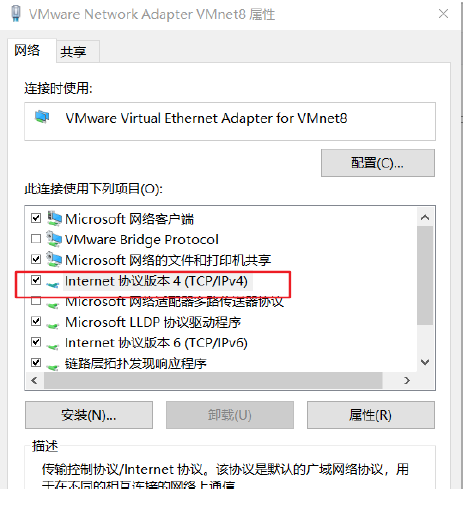 VMware Network Adapter VMnet8 属性
网络
共享
连接时使用:
VMware Virtual Ethernet Adapter for VMnet8
配置(C)...
此连接使用下列项目(O):
Microsoft 网络客户端
VMware Bridge Protocol
Microsoft 网络的文件和打印机共享
Internet 协议版本 4 (TCP/IPv4)
Microsoft 网络适配器多路传送器协议
Microsoft LLDP 协议驱动程序
Internet 协议版本 6 (TCP/IPv6)
链路层拓扑发现响应程序
安装(N)...
卸载(U)
属性(R)
描述
传输控制协议/Internet 协议。该协议是默认的广域网络协议，用
于在不同的相互连接的网络上通信